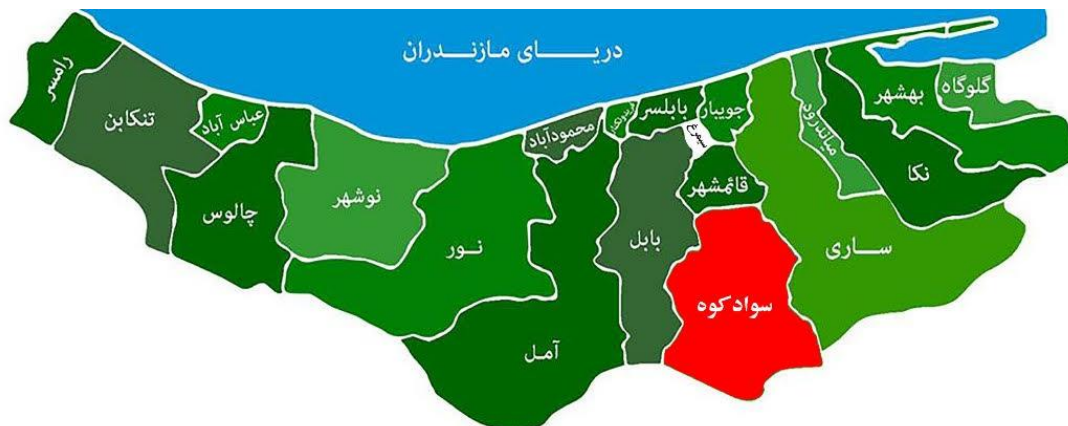 دریای مازندران
رامسر
تنکابن
عباس آباد
چالوس
نوشهر
نور
محمودآباد
آمل
بابلسر
بابل
جویبار
سیمرغ
قائمشهر
سوادکوه
ساری
میاندرود
نکا
بهشهر
گلوگاه